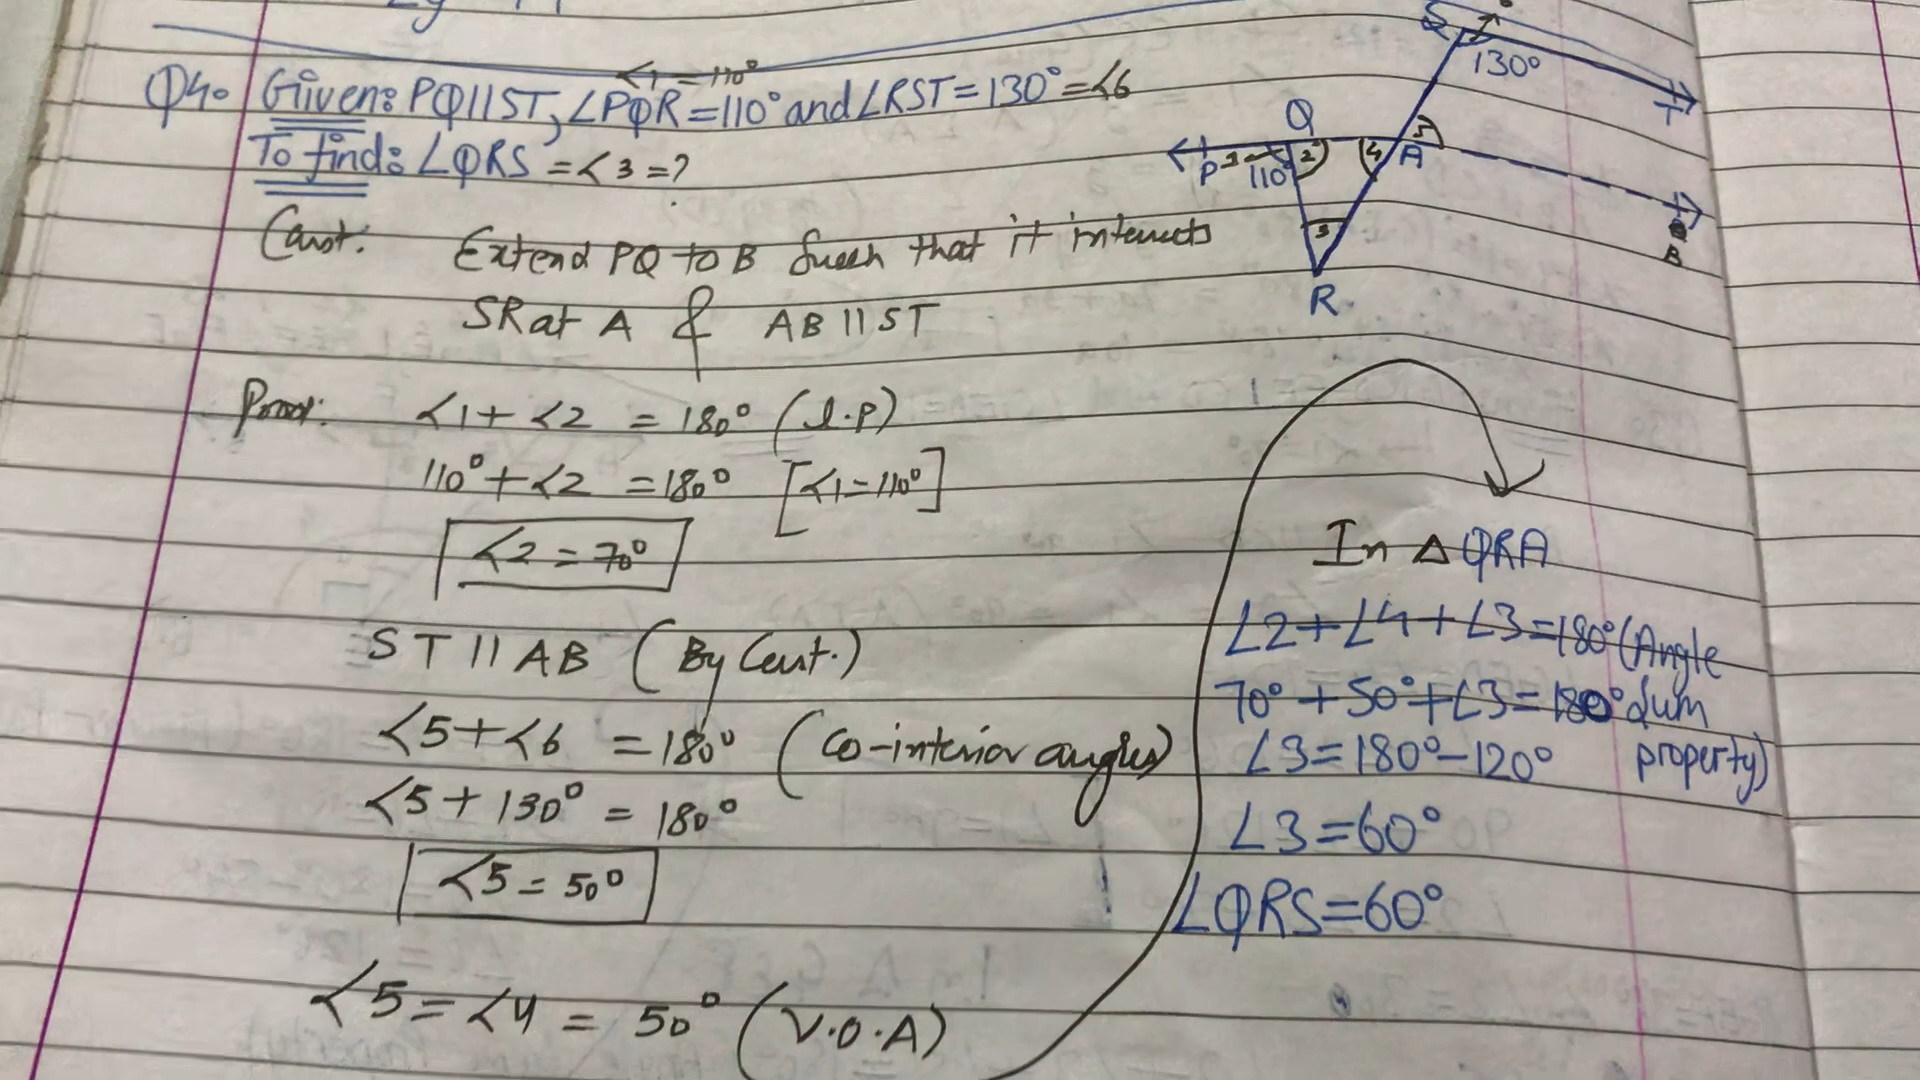 ∠1 = 110°
Q4. Given: PQ||ST, ∠PQR = 110° and ∠RST = 130° = ∠6
To find: ∠QRS = ∠3 = ?
Const. Extend PQ to B such that it intersects
SR at A & AB || ST
Proof: ∠1 + ∠2 = 180° (l.p)
110° + ∠2 = 180° [∠1 = 110°]
∠2 = 70°
ST || AB (By Const.)
∠5 + ∠6 = 180° (co-interior angles)
∠5 + 130° = 180°
∠5 = 50°
∠5 = ∠4 = 50° (V.O.A)
S
130°
T
Q
P 1 2 4 5 A
110°
B
3
R
In △ QRA
∠2 + ∠4 + ∠3 = 180° (Angle
70° + 50° + ∠3 = 180° sum
∠3 = 180° - 120° property)
∠3 = 60°
∠QRS = 60°